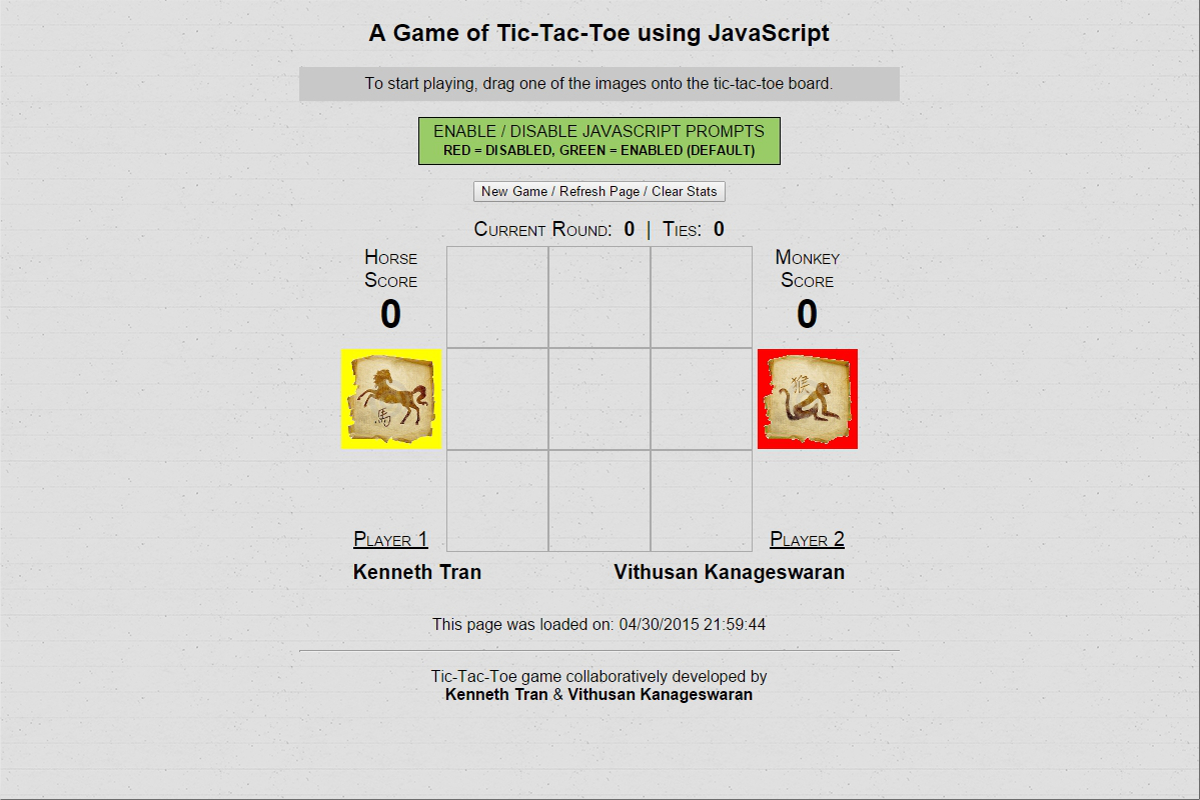 A Game of Tic-Tac-Toe using JavaScript
To start playing, drag one of the images onto the tic-tac-toe board.
ENABLE / DISABLE JAVASCRIPT PROMPTS
RED = DISABLED, GREEN = ENABLED (DEFAULT)
New Game / Refresh Page / Clear Stats
Current Round: 0 | Ties: 0
Horse
Score
0
Monkey
Score
0
馬
猴
Player 1
Player 2
Kenneth Tran
Vithusan Kanageswaran
This page was loaded on: 04/30/2015 21:59:44
Tic-Tac-Toe game collaboratively developed by
Kenneth Tran & Vithusan Kanageswaran